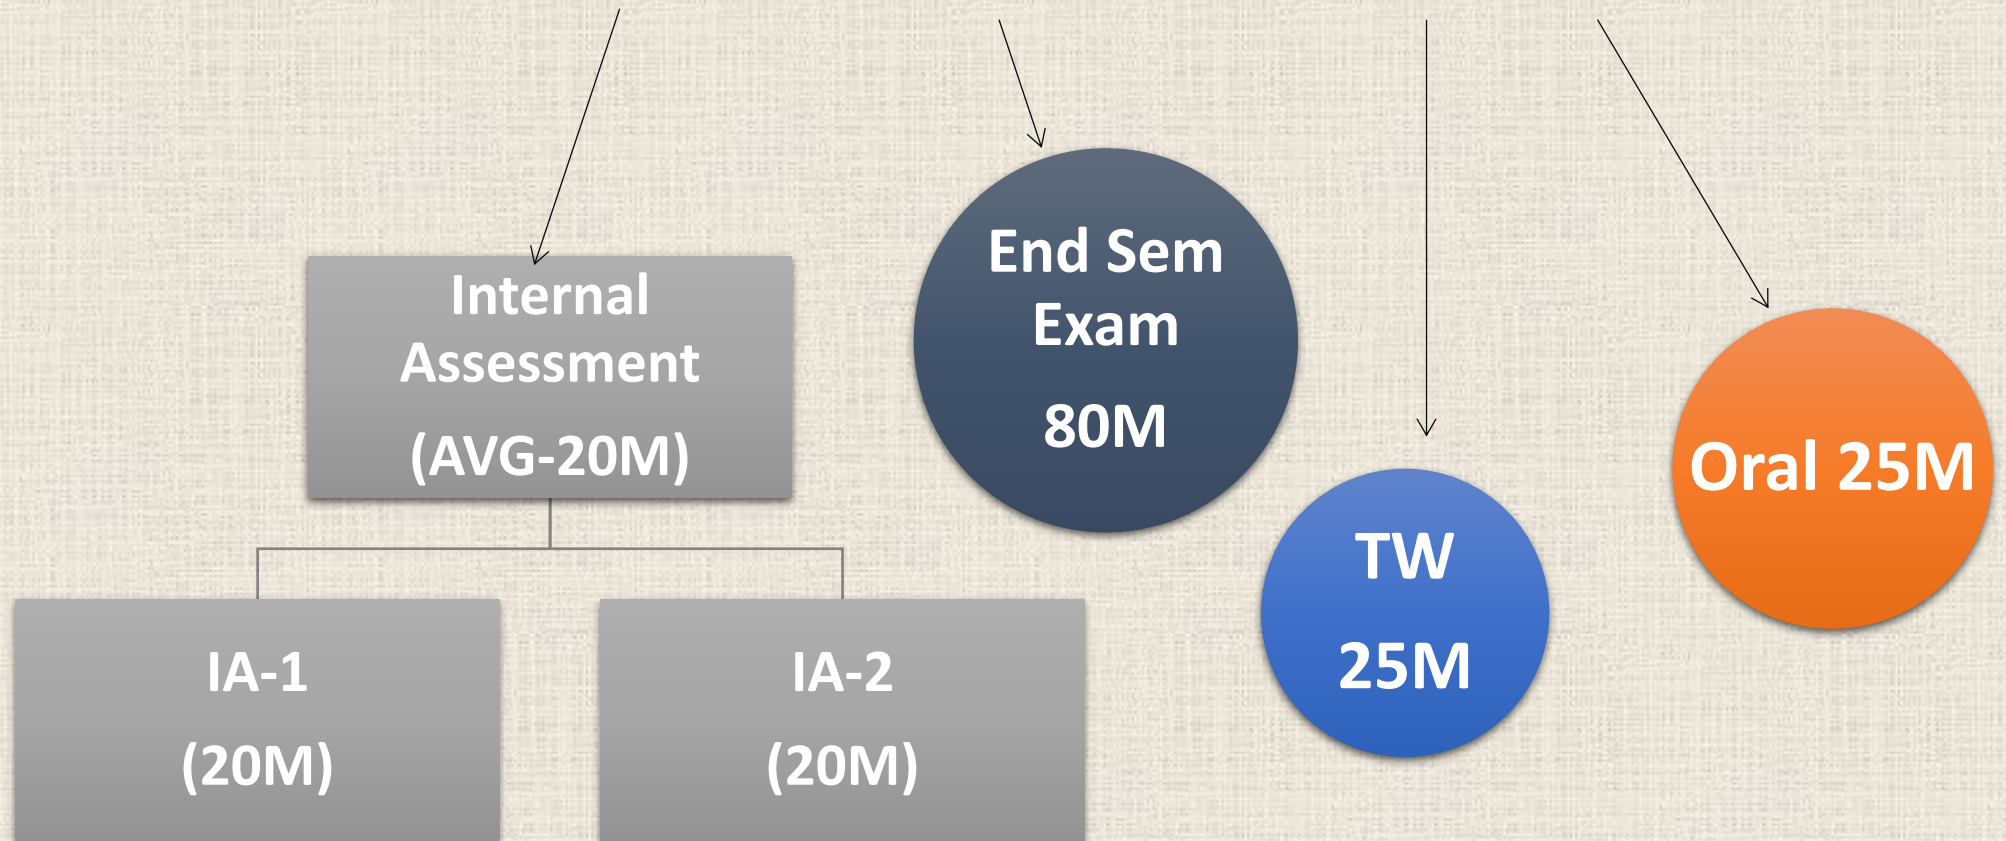 Internal
Assessment
(AVG-20M)
End Sem
Exam
80M
TW
25M
Oral 25M
IA-1
(20M)
IA-2
(20M)